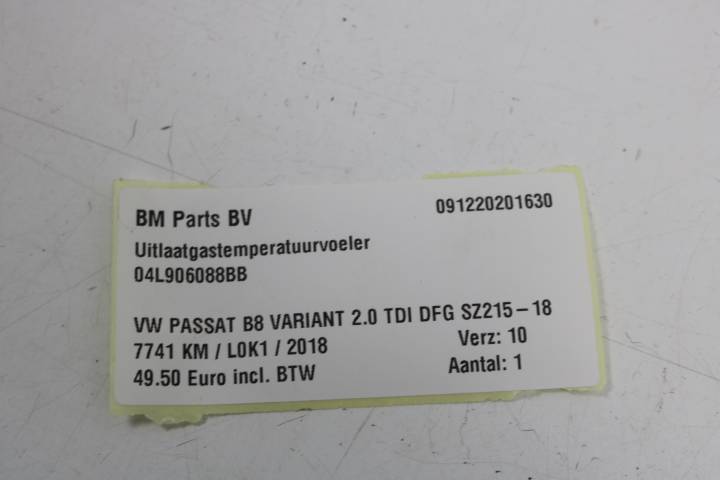 BM Parts BV 091220201630
Uitlaatgastemperatuurvoeler
04L906088BB
VW PASSAT B8 VARIANT 2.0 TDI DFG SZ215-18
7741 KM / L0K1 / 2018 Verz: 10
49.50 Euro incl. BTW Aantal: 1